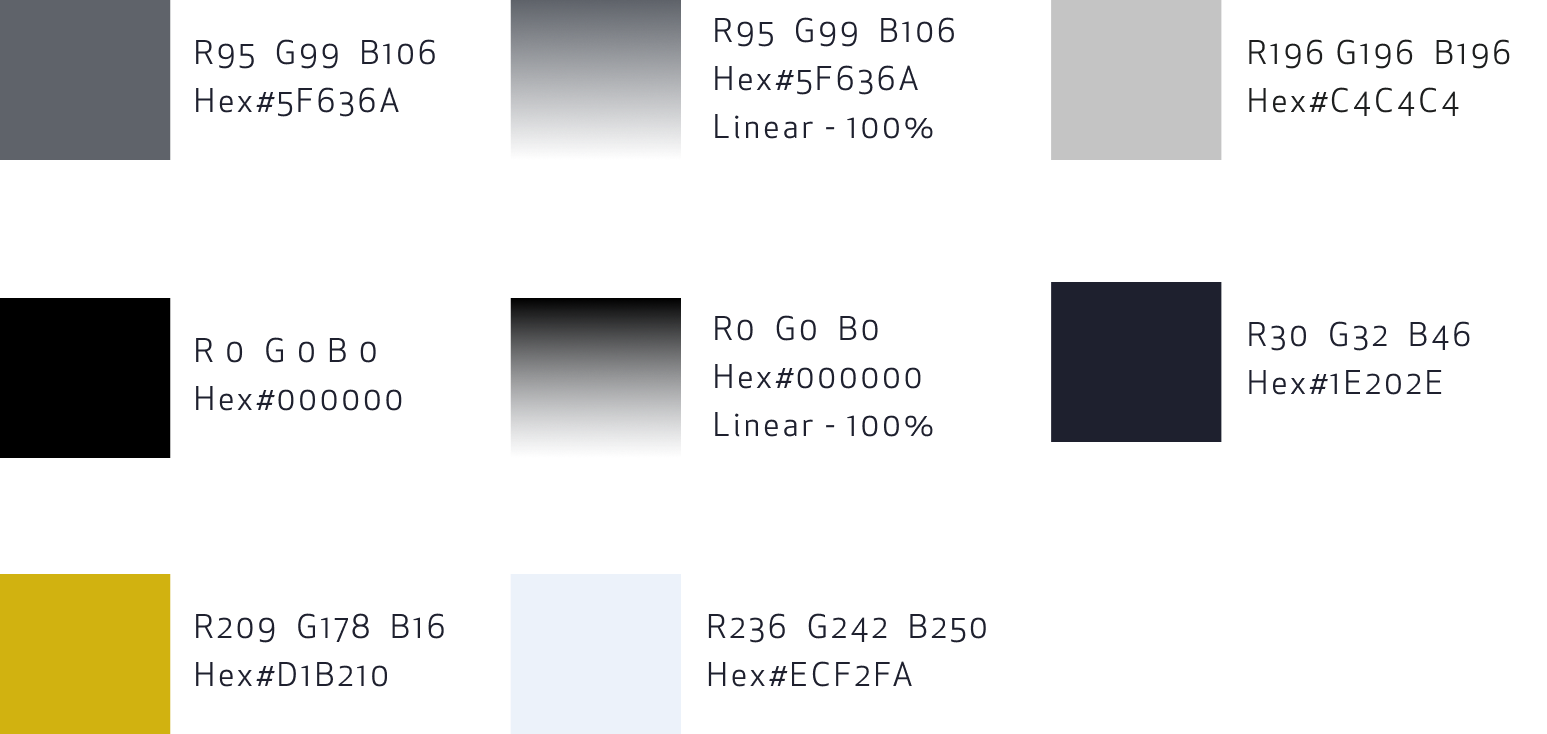 R95 G99 B106
Hex#5F636A
R95 G99 B106
Hex#5F636A
Linear - 100%
R196 G196 B196
Hex#C4C4C4
R 0 G 0 B 0
Hex#000000
R0 G0 B0
Hex#000000
Linear - 100%
R30 G32 B46
Hex#1E202E
R209 G178 B16
Hex#D1B210
R236 G242 B250
Hex#ECF2FA